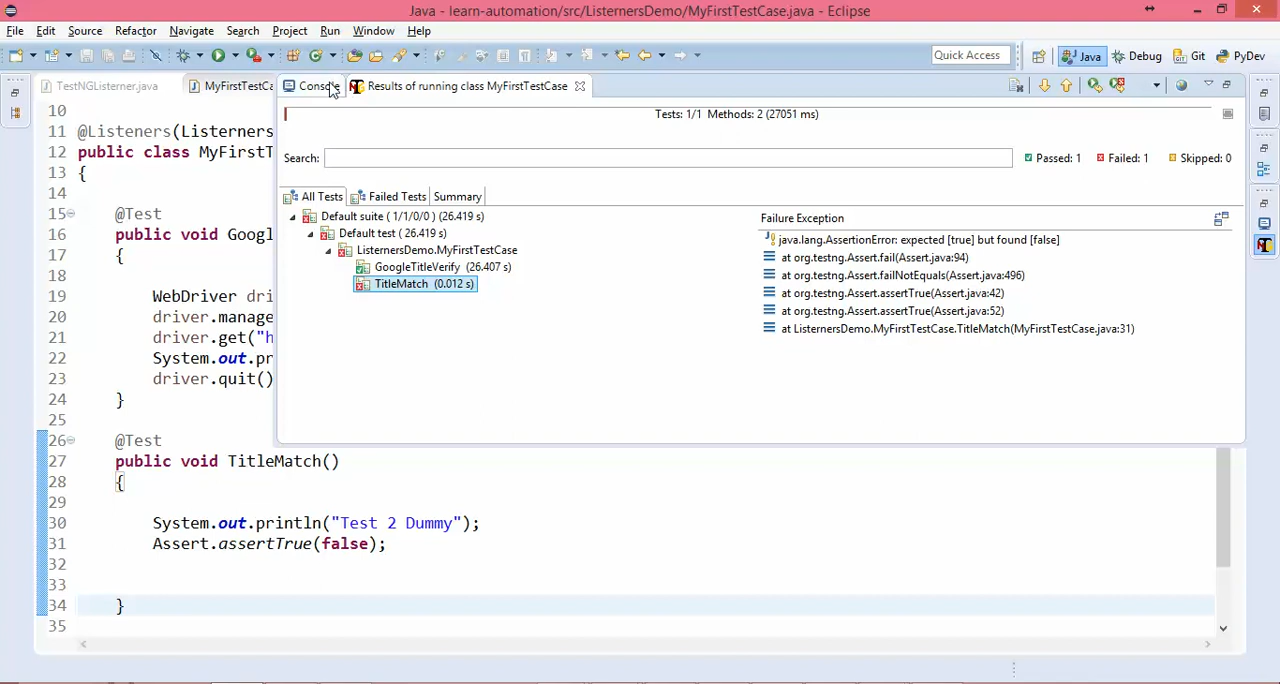 Java - learn-automation/src/ListernersDemo/MyFirstTestCase.java - Eclipse
File Edit Source Refactor Navigate Search Project Run Window Help
Quick Access Java Debug Git PyDev
TestNGListener.java MyFirstTestCa Console Results of running class MyFirstTestCase
Tests: 1/1 Methods: 2 (27051 ms)
Search: Passed: 1 Failed: 1 Skipped: 0
All Tests Failed Tests Summary
Default suite ( 1/1/0/0 ) (26.419 s)
Default test ( 26.419 s)
ListernersDemo.MyFirstTestCase
GoogleTitleVerify (26.407 s)
TitleMatch (0.012 s)
Failure Exception
java.lang.AssertionError: expected [true] but found [false]
at org.testng.Assert.fail(Assert.java:94)
at org.testng.Assert.failNotEquals(Assert.java:496)
at org.testng.Assert.assertTrue(Assert.java:42)
at org.testng.Assert.assertTrue(Assert.java:52)
at ListernersDemo.MyFirstTestCase.TitleMatch(MyFirstTestCase.java:31)
10
11 @Listeners(Listerners
12 public class MyFirstT
13 {
14
15 @Test
16 public void Googl
17 {
18
19 WebDriver dri
20 driver.manage
21 driver.get("h
22 System.out.pr
23 driver.quit()
24 }
25
26 @Test
27 public void TitleMatch()
28 {
29
30 System.out.println("Test 2 Dummy");
31 Assert.assertTrue(false);
32
33
34 }
35